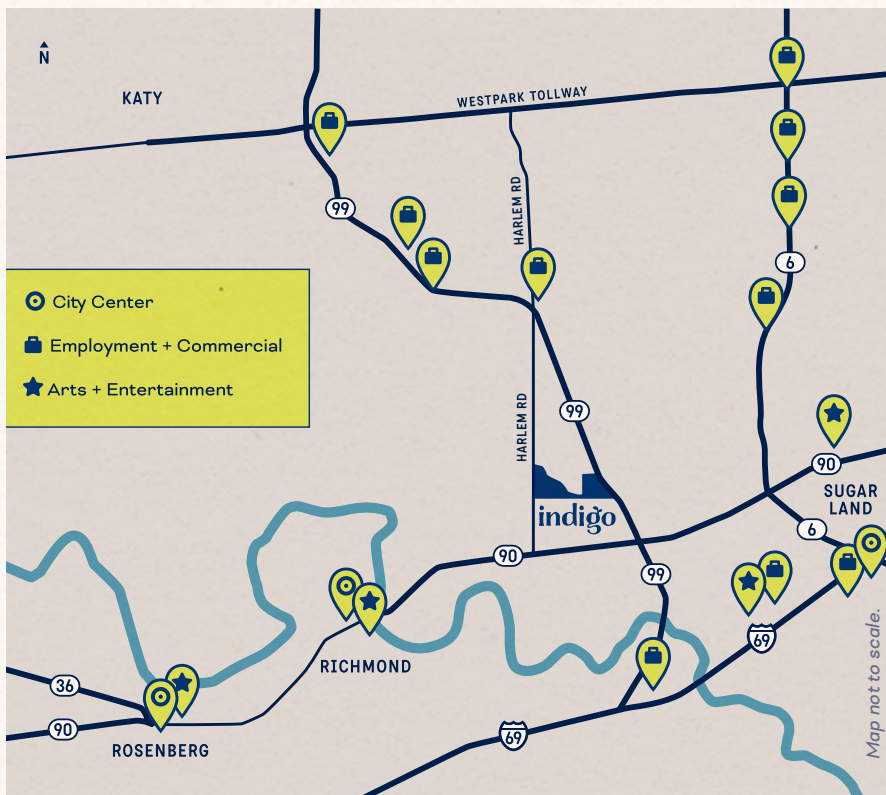 N
KATY
WESTPARK TOLLWAY
HARLEM RD
99
6
City Center
Employment + Commercial
Arts + Entertainment
HARLEM RD
99
90
SUGAR
LAND
indigo
6
90
99
69
RICHMOND
36
90
69
ROSENBERG
Map not to scale.